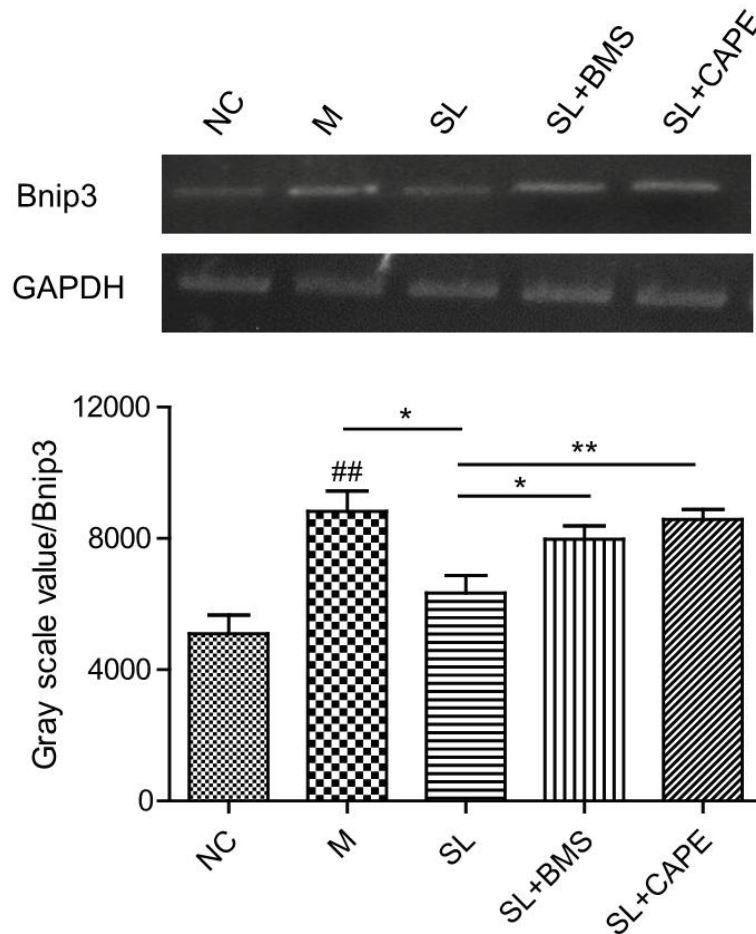 NC M SL SL+BMS SL+CAPE
Bnip3
GAPDH
Gray scale value/Bnip3
12000
8000
4000
0
##
*
**
*
NC M SL SL+BMS SL+CAPE